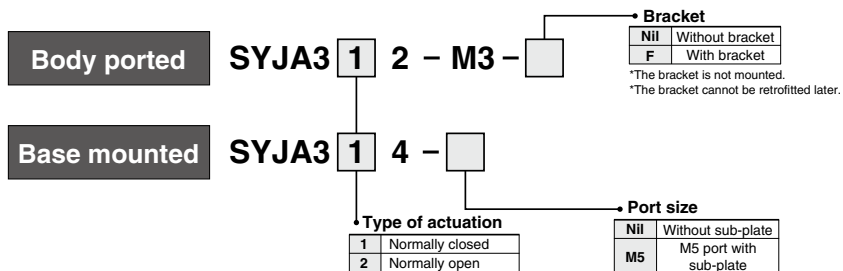 Body ported
SYJA3 1 2 – M3 –
Bracket
Nil Without bracket
F With bracket
*The bracket is not mounted.
*The bracket cannot be retrofitted later.
Base mounted
SYJA3 1 4 –
Type of actuation
1 Normally closed
2 Normally open
Port size
Nil Without sub-plate
M5 M5 port with
sub-plate